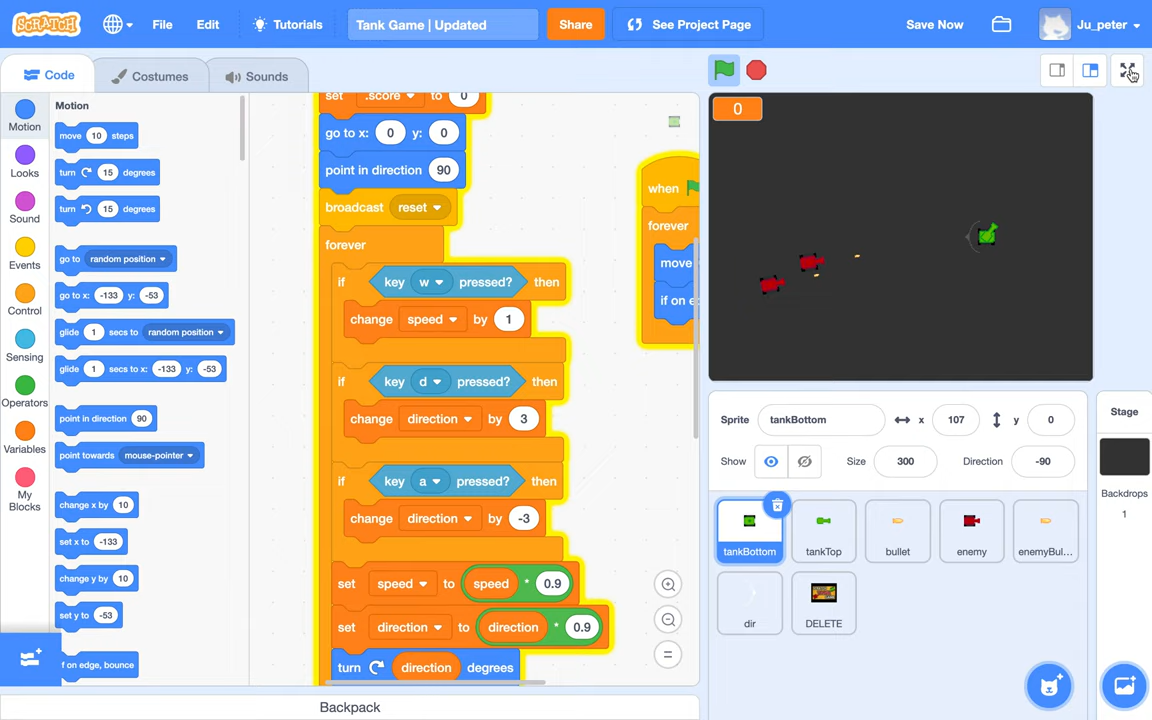 SCRATCH File Edit Tutorials Tank Game | Updated Share See Project Page Save Now Ju_peter
Code Costumes Sounds
Motion
Looks
Sound
Events
Control
Sensing
Operators
Variables
My
Blocks
Motion
move 10 steps
turn 15 degrees
turn 15 degrees
go to random position
go to x: -133 y: -53
glide 1 secs to random position
glide 1 secs to x: -133 y: -53
point in direction 90
point towards mouse-pointer
change x by 10
set x to -133
change y by 10
set y to -53
if on edge, bounce
set .score to 0
go to x: 0 y: 0
point in direction 90
broadcast reset
forever
if key w pressed? then
change speed by 1
if key d pressed? then
change direction by 3
if key a pressed? then
change direction by -3
set speed to speed * 0.9
set direction to direction * 0.9
turn direction degrees
when
forever
move
if on e
Backpack
0
Sprite tankBottom x 107 y 0
Show Size 300 Direction -90
tankBottom tankTop bullet enemy enemyBul...
dir DELETE
Stage
Backdrops
1